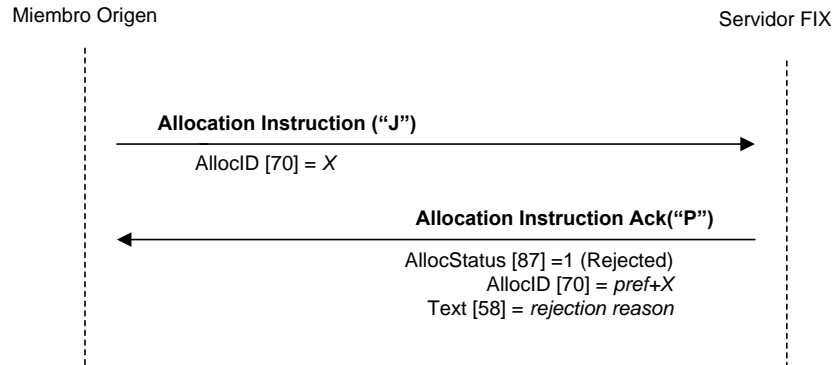 Miembro Origen
Servidor FIX
Allocation Instruction ("J")
AllocID [70] = X
Allocation Instruction Ack("P")
AllocStatus [87] =1 (Rejected)
AllocID [70] = pref+X
Text [58] = rejection reason